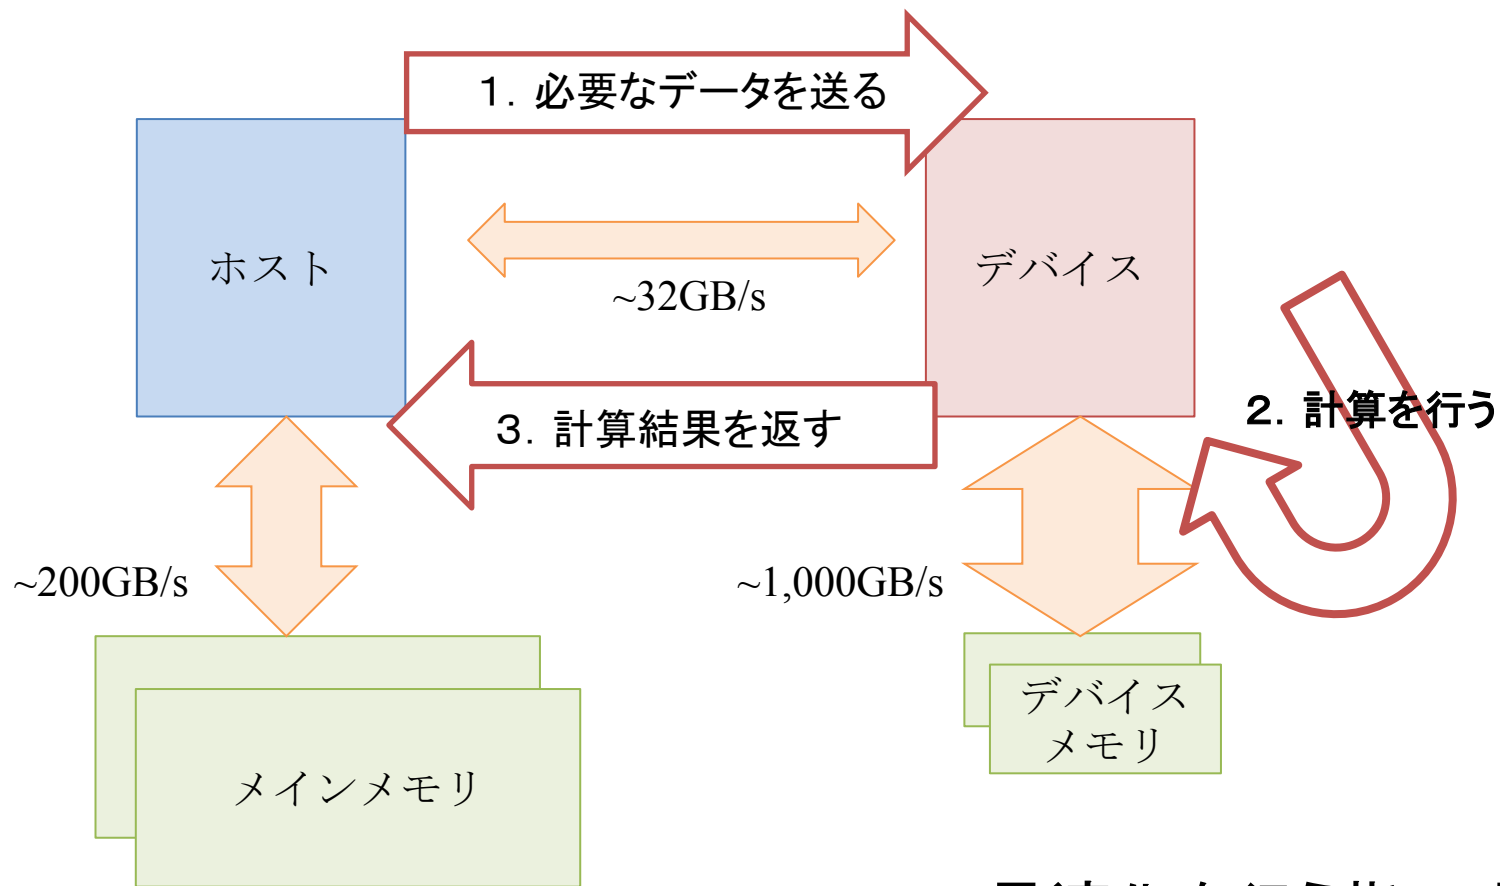 １．必要なデータを送る
ホスト
デバイス
~32GB/s
２．計算を行う
３．計算結果を返す
~200GB/s
~1,000GB/s
デバイス
メモリ
メインメモリ